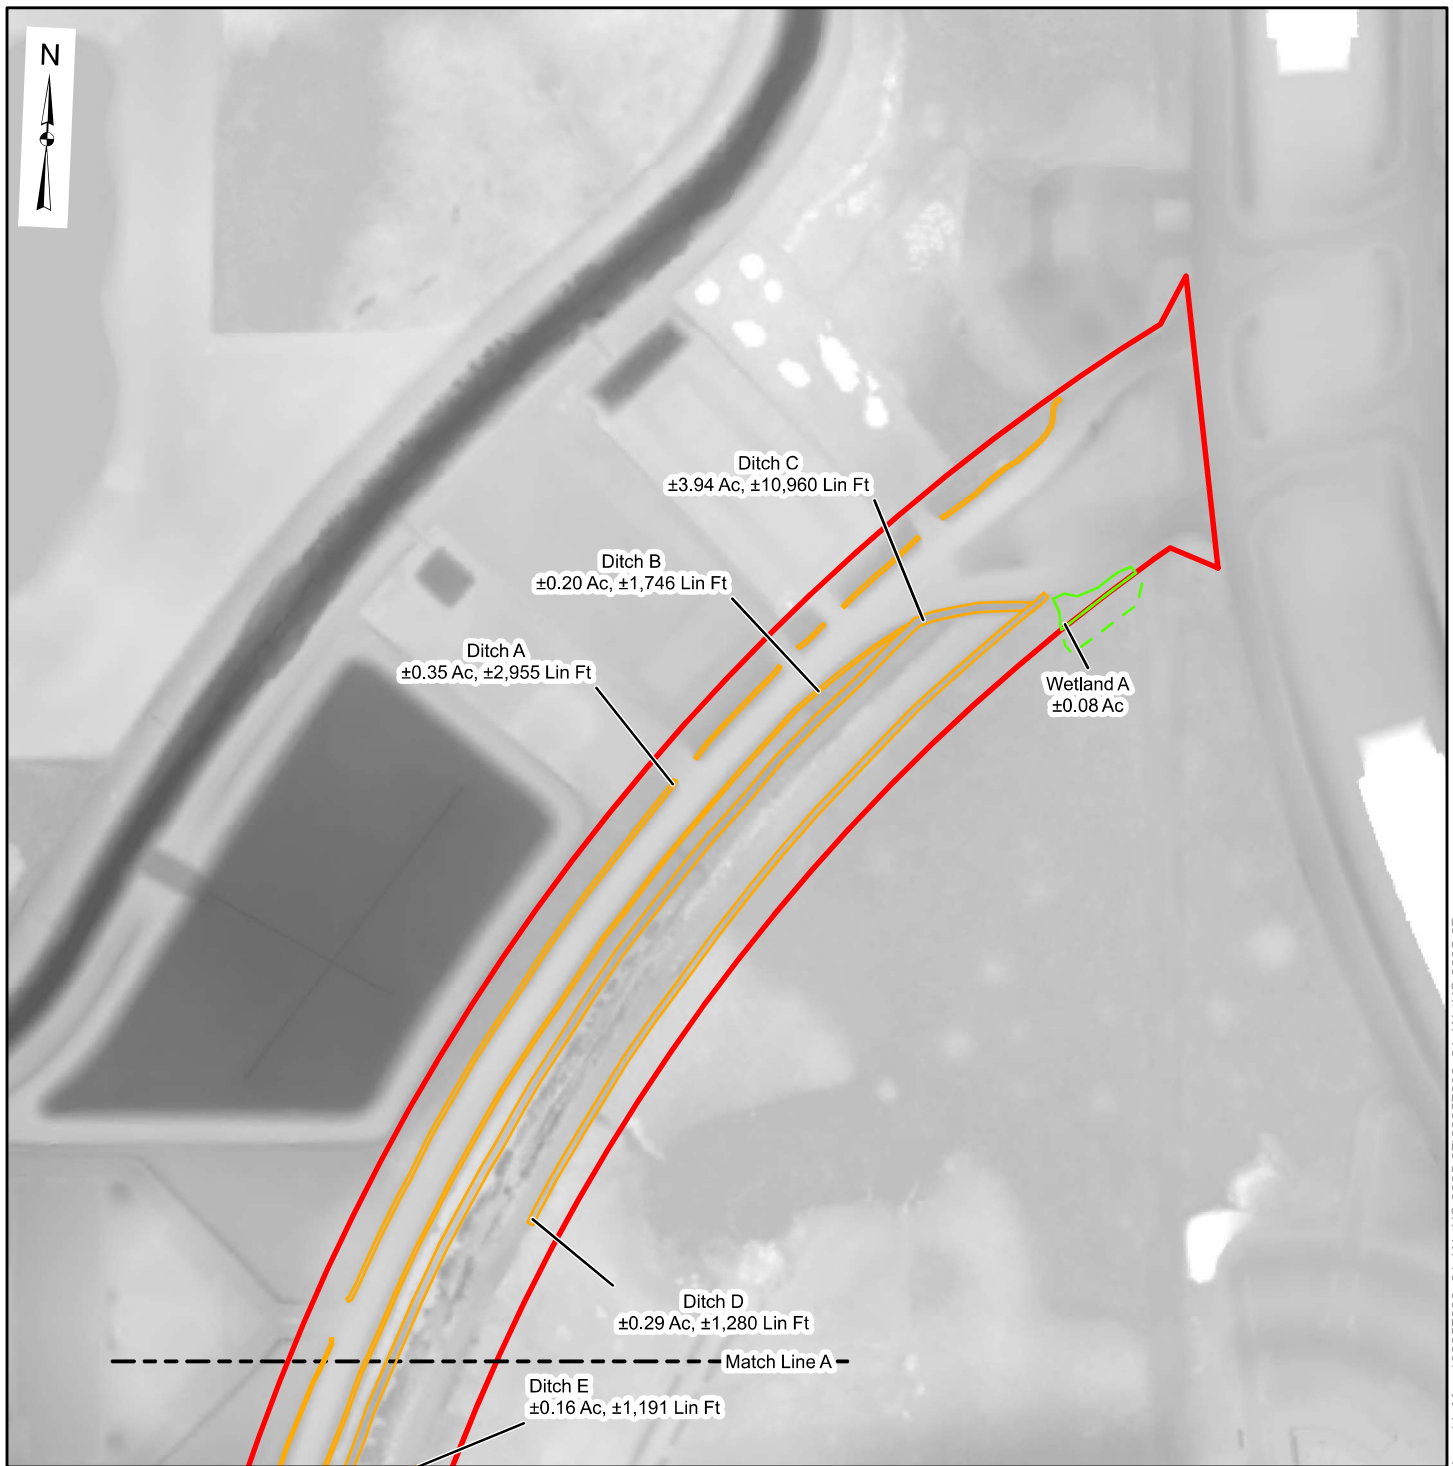 N
Ditch C
±3.94 Ac, ±10,960 Lin Ft
Ditch B
±0.20 Ac, ±1,746 Lin Ft
Ditch A
±0.35 Ac, ±2,955 Lin Ft
Wetland A
±0.08 Ac
Ditch D
±0.29 Ac, ±1,280 Lin Ft
Match Line A
Ditch E
±0.16 Ac, ±1,191 Lin Ft